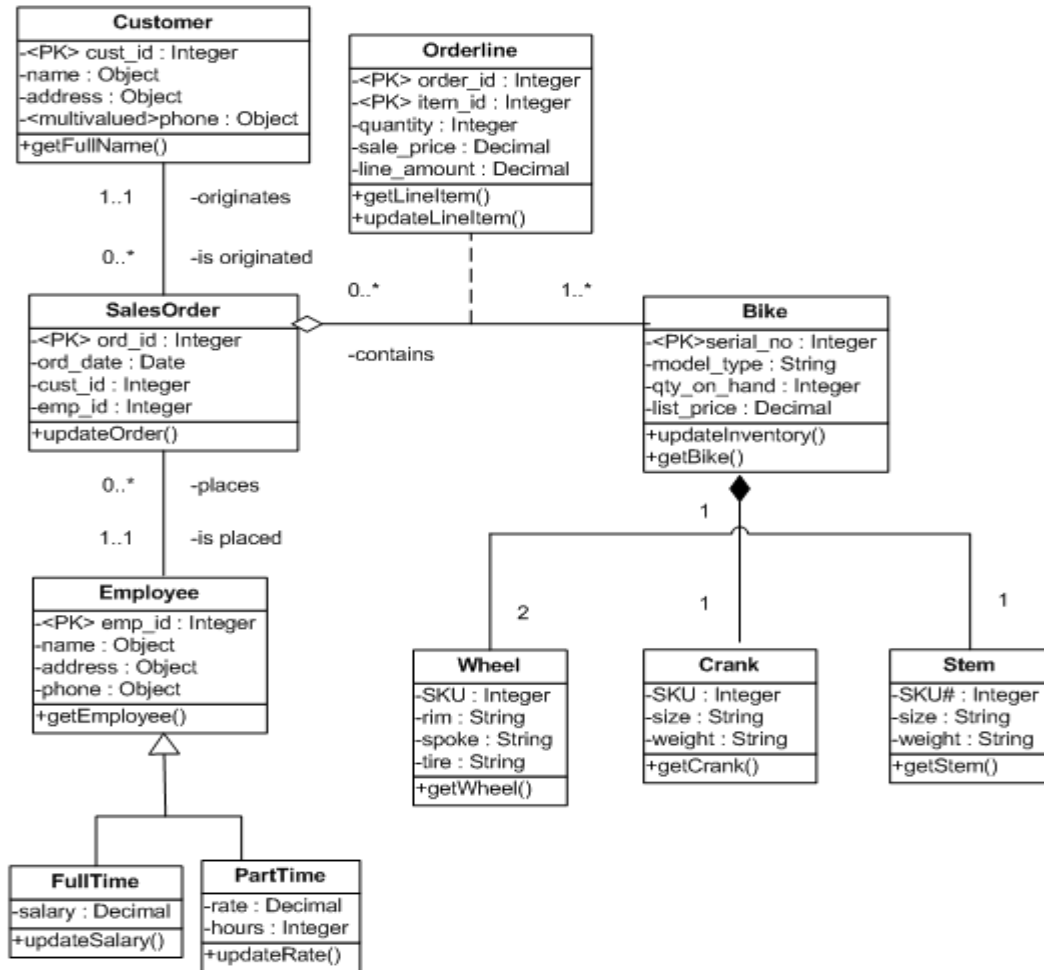 Customer
-<PK> cust_id : Integer
-name : Object
-address : Object
-<multivalued>phone : Object
+getFullName()
Orderline
-<PK> order_id : Integer
-<PK> item_id : Integer
-quantity : Integer
-sale_price : Decimal
-line_amount : Decimal
+getLineItem()
+updateLineItem()
1..1 -originates
0..* -is originated
SalesOrder
-<PK> ord_id : Integer
-ord_date : Date
-cust_id : Integer
-emp_id : Integer
+updateOrder()
0..* 1..*
-contains
Bike
-<PK>serial_no : Integer
-model_type : String
-qty_on_hand : Integer
-list_price : Decimal
+updateInventory()
+getBike()
0..* -places
1..1 -is placed
Employee
-<PK> emp_id : Integer
-name : Object
-address : Object
-phone : Object
+getEmployee()
1
2
1
1
Wheel
-SKU : Integer
-rim : String
-spoke : String
-tire : String
+getWheel()
Crank
-SKU : Integer
-size : String
-weight : String
+getCrank()
Stem
-SKU# : Integer
-size : String
-weight : String
+getStem()
FullTime
-salary : Decimal
+updateSalary()
PartTime
-rate : Decimal
-hours : Integer
+updateRate()